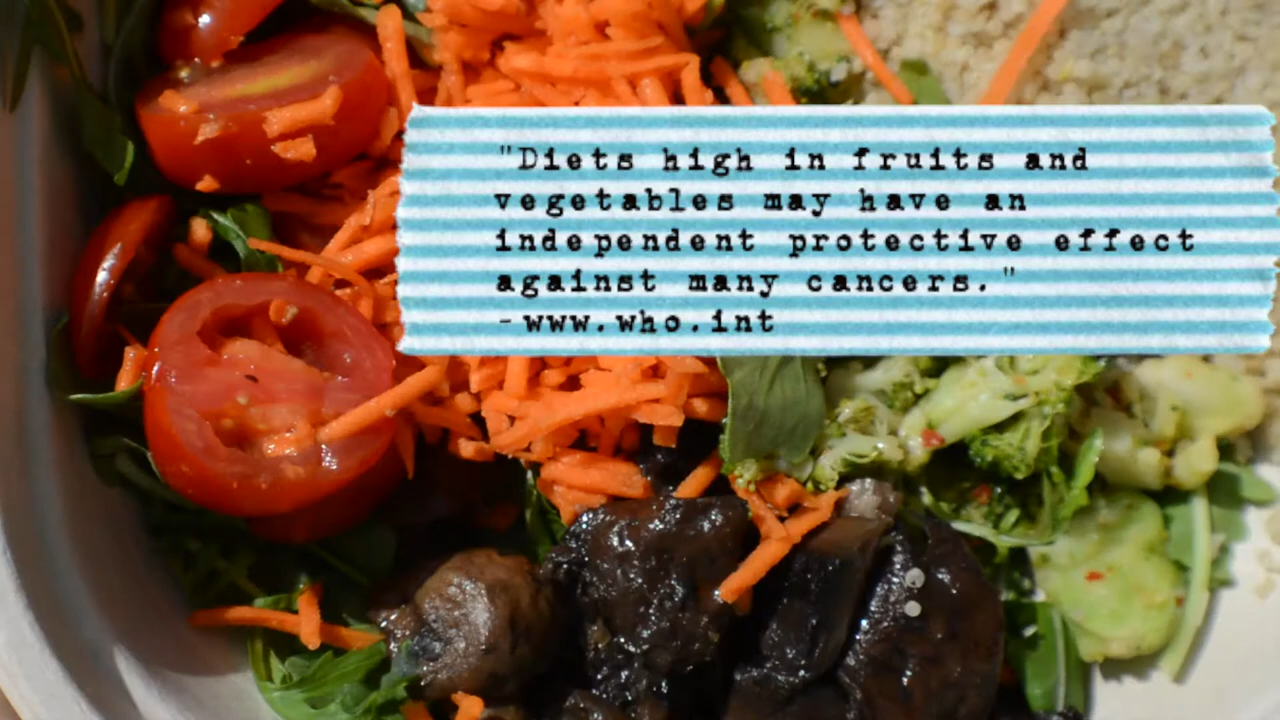 "Diets high in fruits and
vegetables may have an
independent protective effect
against many cancers."
-www.who.int